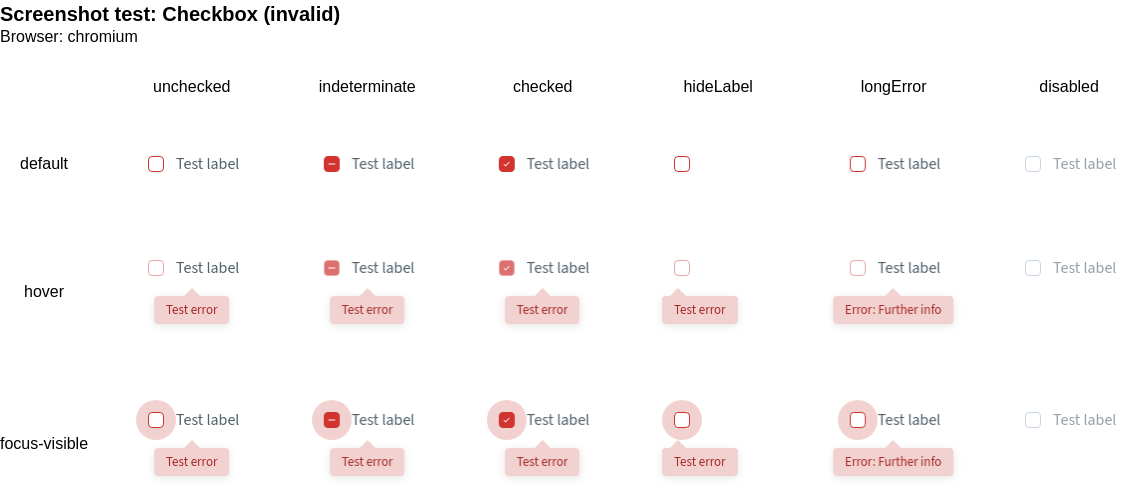 Screenshot test: Checkbox (invalid)
Browser: chromium
unchecked indeterminate checked hideLabel longError disabled
default Test label Test label Test label Test label Test label
hover Test label Test label Test label Test label Test label
Test error Test error Test error Test error Error: Further info
focus-visible Test label Test label Test label Test label Test label
Test error Test error Test error Test error Error: Further info